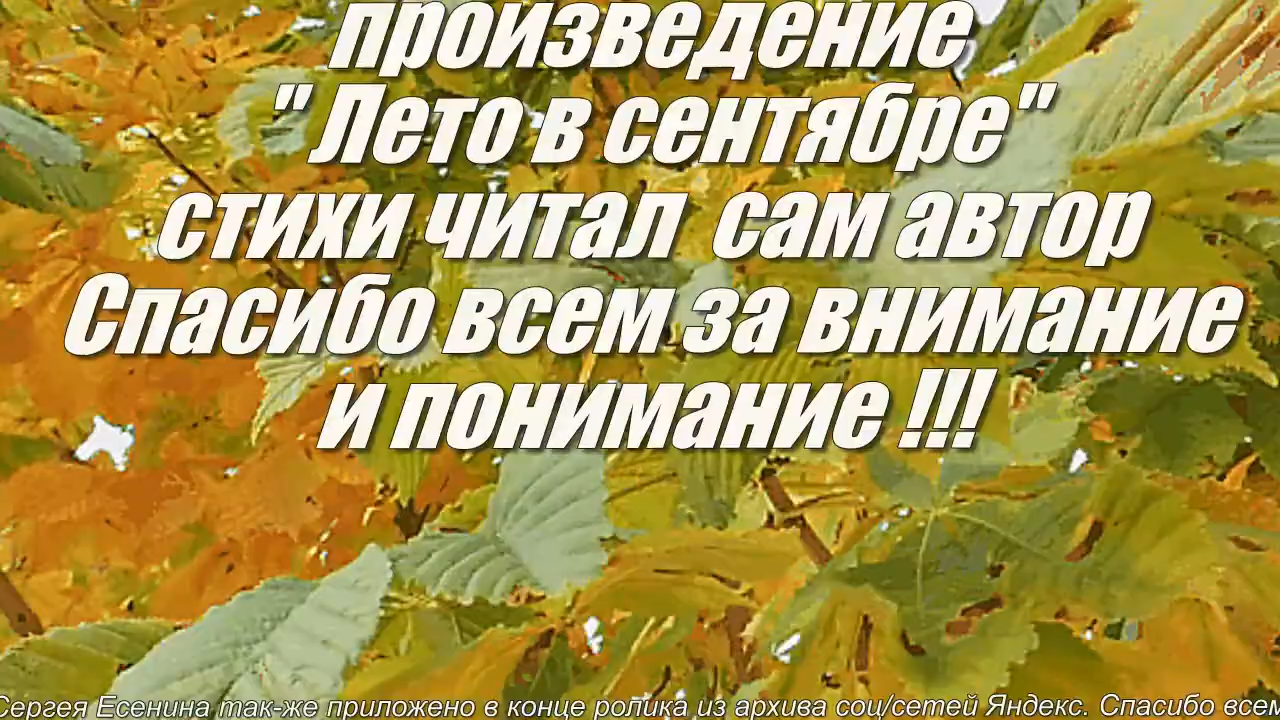 произведение
" Лето в сентябре"
стихи читал сам автор
Спасибо всем за внимание
и понимание !!!
Сергея Есенина так-же приложено в конце ролика из архива соц/сетей Яндекс. Спасибо всем